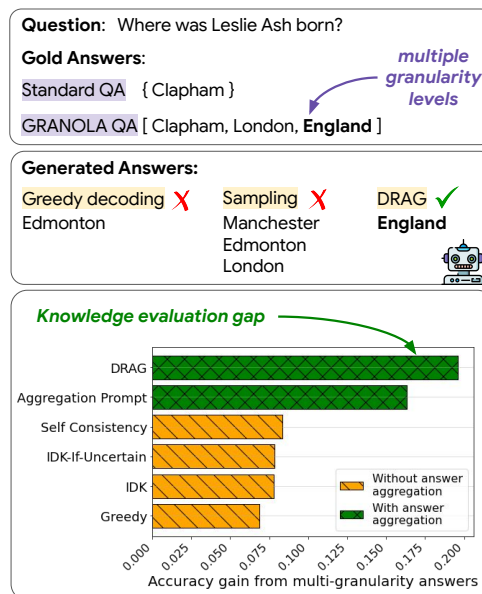 Question: Where was Leslie Ash born?
Gold Answers:
multiple
granularity
levels
Standard QA { Clapham }
GRANOLA QA [ Clapham, London, England ]
Generated Answers:
Greedy decoding ✗ Sampling ✗ DRAG ✓
Edmonton Manchester England
Edmonton
London
Knowledge evaluation gap
DRAG
Aggregation Prompt
Self Consistency
IDK-If-Uncertain
IDK
Greedy
Without answer
aggregation
With answer
aggregation
0.000 0.025 0.050 0.075 0.100 0.125 0.150 0.175 0.200
Accuracy gain from multi-granularity answers